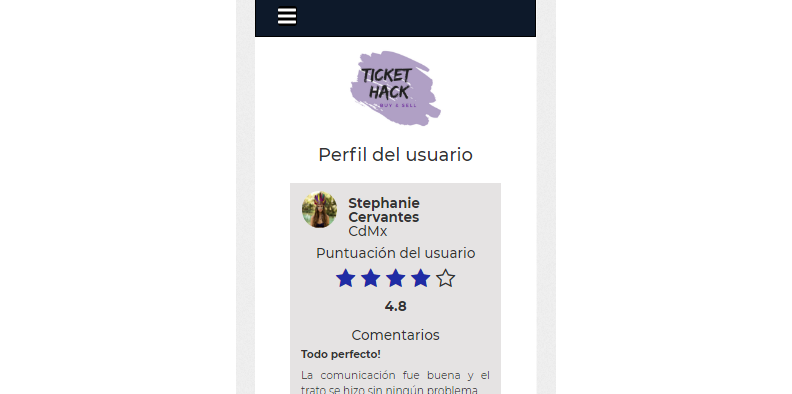 TICKET
HACK
BUY & SELL
Perfil del usuario
Stephanie
Cervantes
CdMx
Puntuación del usuario
4.8
Comentarios
Todo perfecto!
La comunicación fue buena y el
trato se hizo sin ningún problema